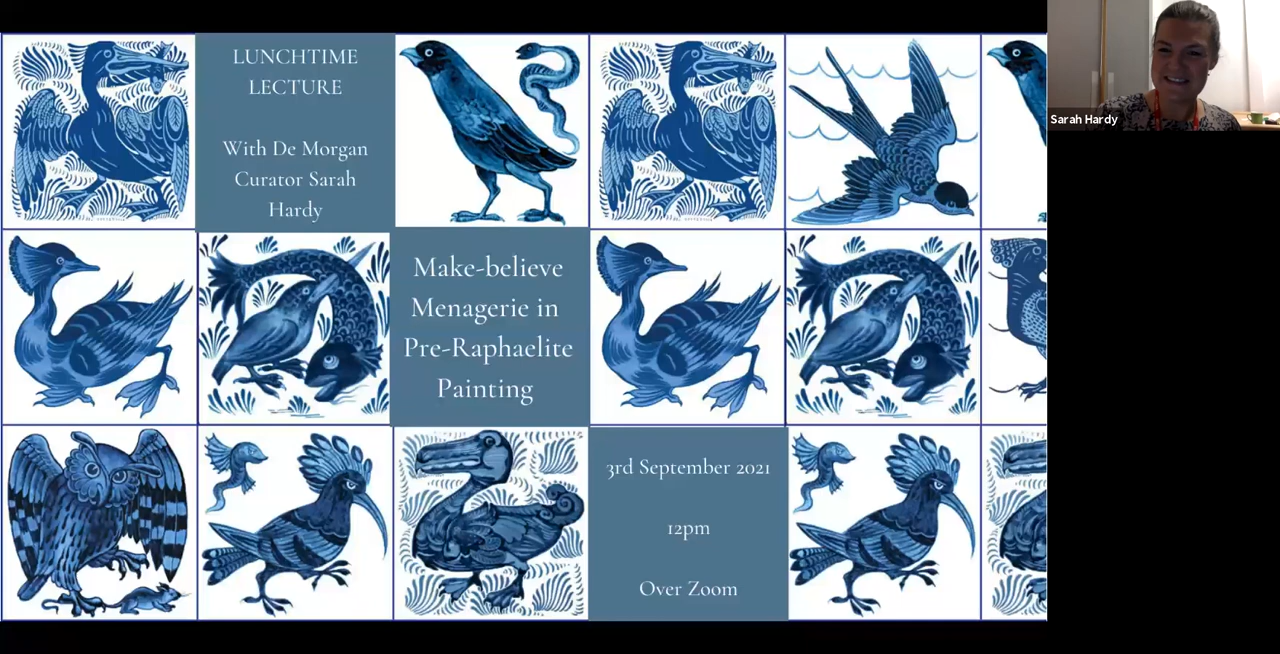 LUNCHTIME
LECTURE
With De Morgan
Curator Sarah
Hardy
Make-believe
Menagerie in
Pre-Raphaelite
Painting
3rd September 2021
12pm
Over Zoom
Sarah Hardy